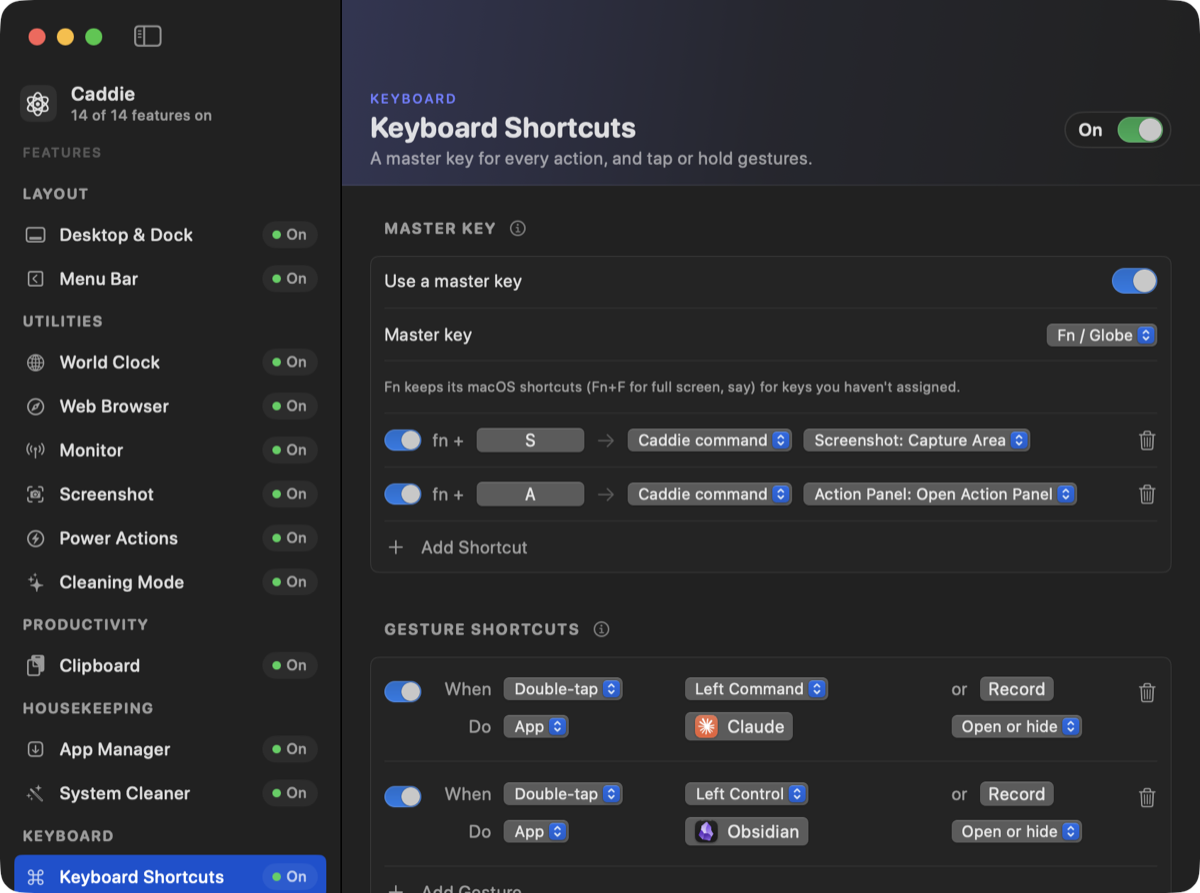 Caddie
14 of 14 features on
FEATURES
LAYOUT
Desktop & Dock On
Menu Bar On
UTILITIES
World Clock On
Web Browser On
Monitor On
Screenshot On
Power Actions On
Cleaning Mode On
PRODUCTIVITY
Clipboard On
HOUSEKEEPING
App Manager On
System Cleaner On
KEYBOARD
Keyboard Shortcuts On
KEYBOARD
Keyboard Shortcuts
On
A master key for every action, and tap or hold gestures.
MASTER KEY
Use a master key
Master key Fn / Globe
Fn keeps its macOS shortcuts (Fn+F for full screen, say) for keys you haven't assigned.
fn + S → Caddie command Screenshot: Capture Area
fn + A → Caddie command Action Panel: Open Action Panel
+ Add Shortcut
GESTURE SHORTCUTS
When Double-tap Left Command or Record
Do App Claude Open or hide
When Double-tap Left Control or Record
Do App Obsidian Open or hide
+ Add Gesture